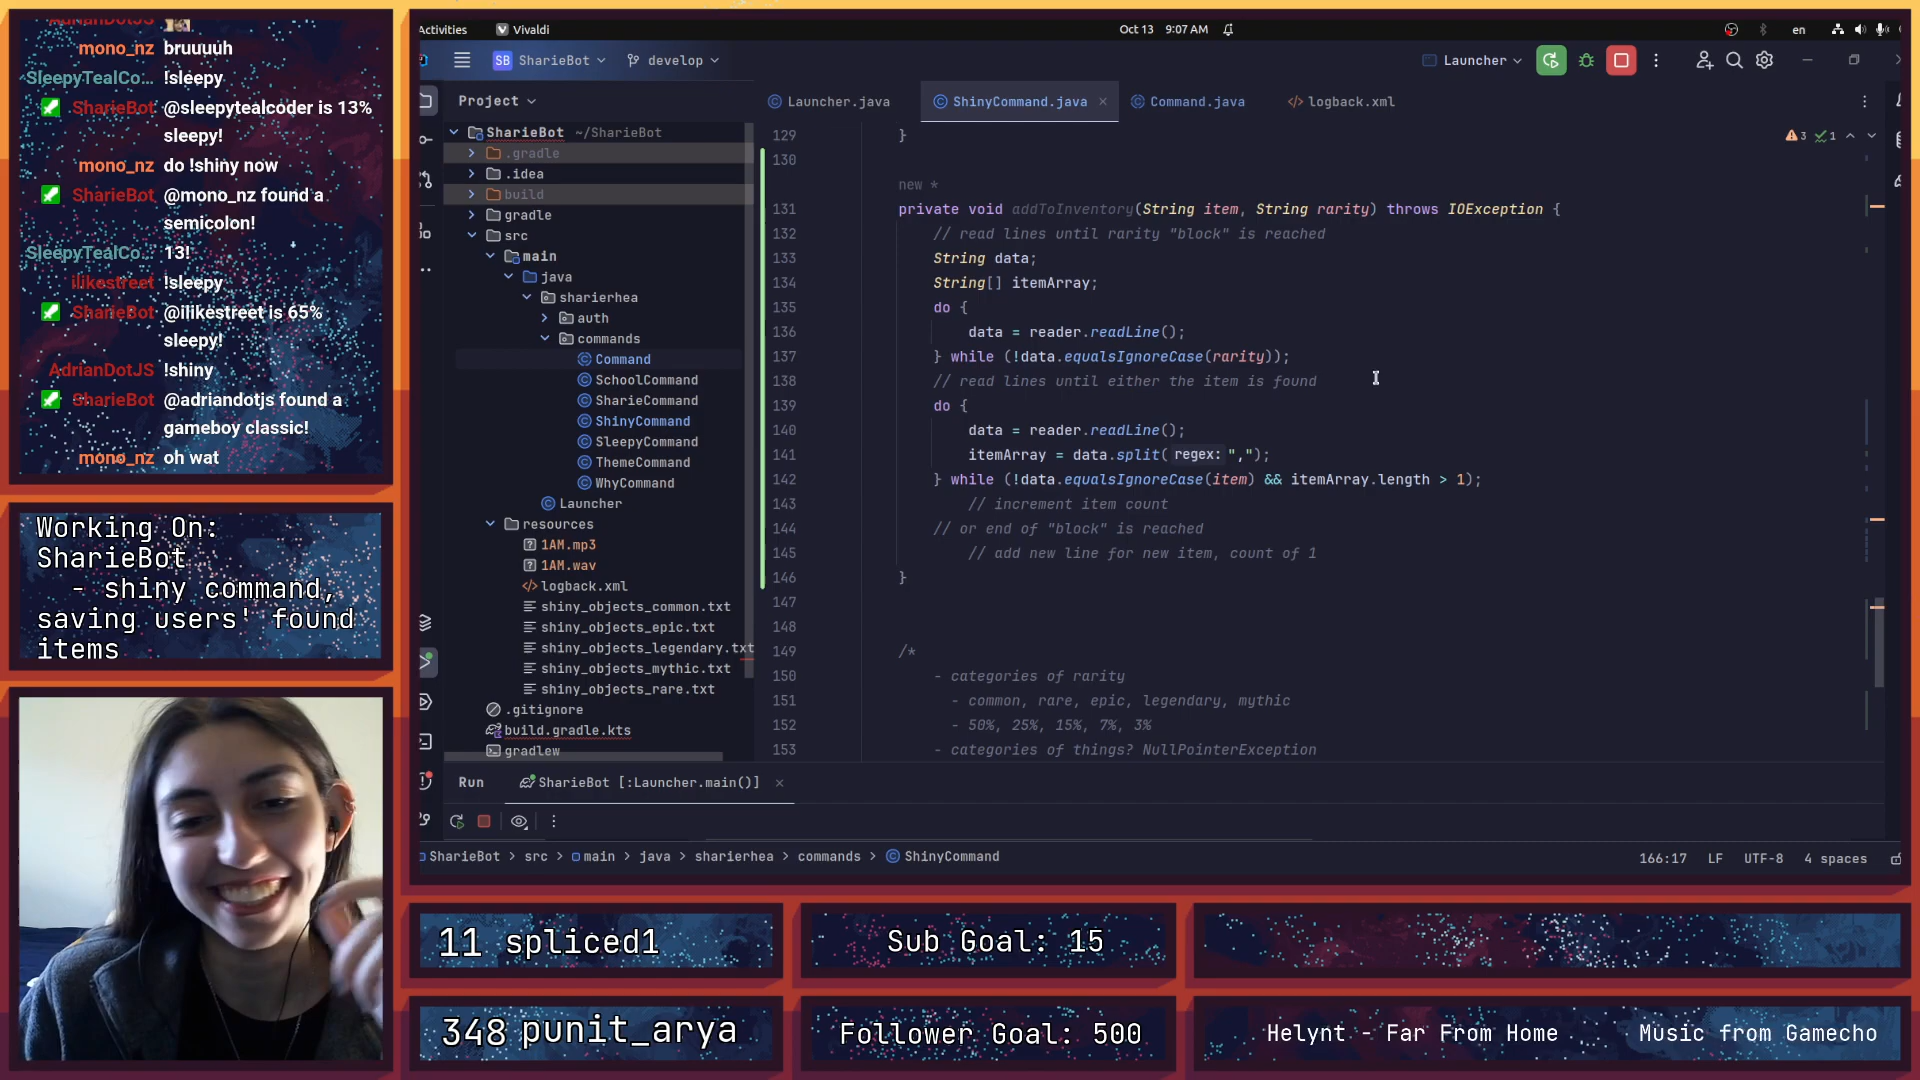 AdrianDotJS
mono_nz bruuuuh
SleepyTealCo... !sleepy
SharieBot @sleepytealcoder is 13%
sleepy!
mono_nz do !shiny now
SharieBot @mono_nz found a
semicolon!
SleepyTealCo... 13!
ilikestreet !sleepy
SharieBot @ilikestreet is 65%
sleepy!
AdrianDotJS !shiny
SharieBot @adriandotjs found a
gameboy classic!
mono_nz oh wat
Working On:
SharieBot
- shiny command,
saving users' found
items
Activities Vivaldi Oct 13 9:07 AM en
SB SharieBot develop Launcher
Project Launcher.java ShinyCommand.java Command.java logback.xml
SharieBot ~/SharieBot
.gradle
.idea
build
gradle
src
main
java
sharierhea
auth
commands
Command
SchoolCommand
SharieCommand
ShinyCommand
SleepyCommand
ThemeCommand
WhyCommand
Launcher
resources
1AM.mp3
1AM.wav
logback.xml
shiny_objects_common.txt
shiny_objects_epic.txt
shiny_objects_legendary.txt
shiny_objects_mythic.txt
shiny_objects_rare.txt
.gitignore
build.gradle.kts
gradlew
3 1
129 }
130
new *
131 private void addToInventory(String item, String rarity) throws IOException {
132 // read lines until rarity "block" is reached
133 String data;
134 String[] itemArray;
135 do {
136 data = reader.readLine();
137 } while (!data.equalsIgnoreCase(rarity));
138 // read lines until either the item is found
139 do {
140 data = reader.readLine();
141 itemArray = data.split( regex: ",");
142 } while (!data.equalsIgnoreCase(item) && itemArray.length > 1);
143 // increment item count
144 // or end of "block" is reached
145 // add new line for new item, count of 1
146 }
147
148
149 /*
150 - categories of rarity
151 - common, rare, epic, legendary, mythic
152 - 50%, 25%, 15%, 7%, 3%
153 - categories of things? NullPointerException
Run SharieBot [:Launcher.main()]
SharieBot > src > main > java > sharierhea > commands > ShinyCommand 166:17 LF UTF-8 4 spaces
11 spliced1
Sub Goal: 15
348 punit_arya
Follower Goal: 500
Helynt - Far From Home Music from Gamecho